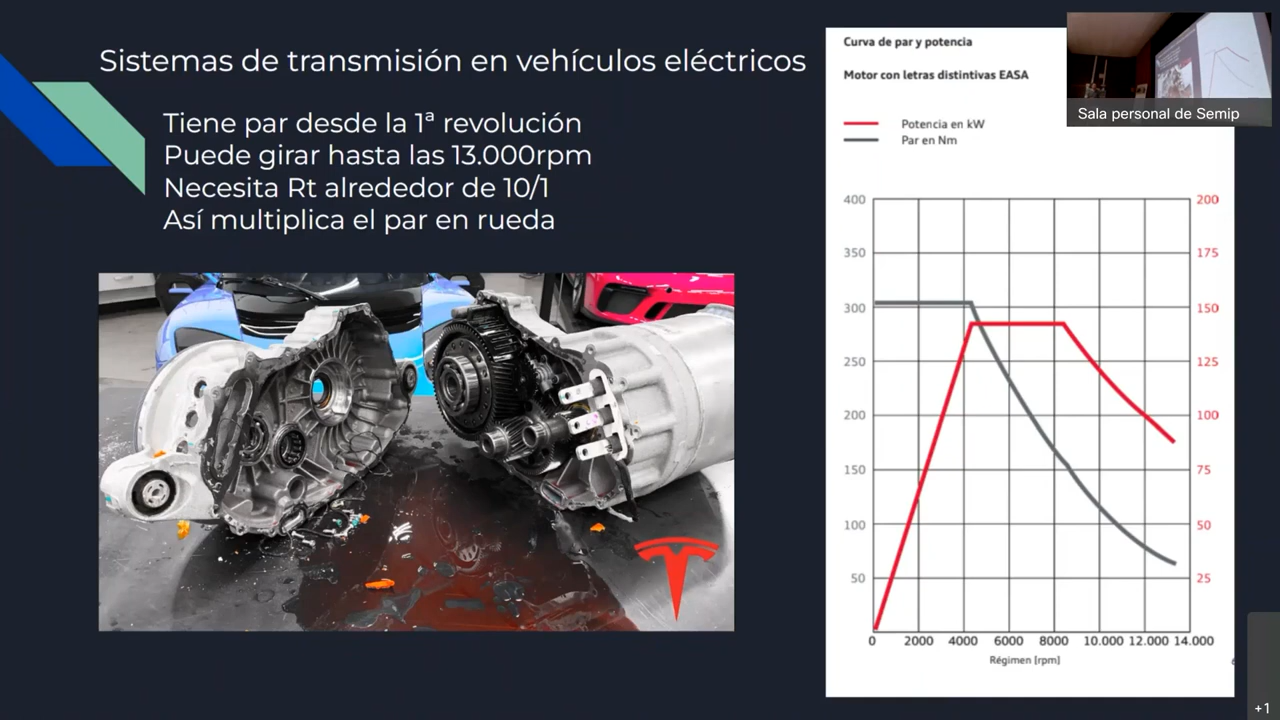 Sistemas de transmisión en vehículos eléctricos
Tiene par desde la 1ª revolución
Puede girar hasta las 13.000rpm
Necesita Rt alrededor de 10/1
Así multiplica el par en rueda
Curva de par y potencia
Motor con letras distintivas EASA
Potencia en kW
Par en Nm
400 200
350 175
300 150
250 125
200 100
150 75
100 50
50 25
0 2000 4000 6000 8000 10.000 12.000 14.000
Régimen [rpm]
Sala personal de Semip
+1